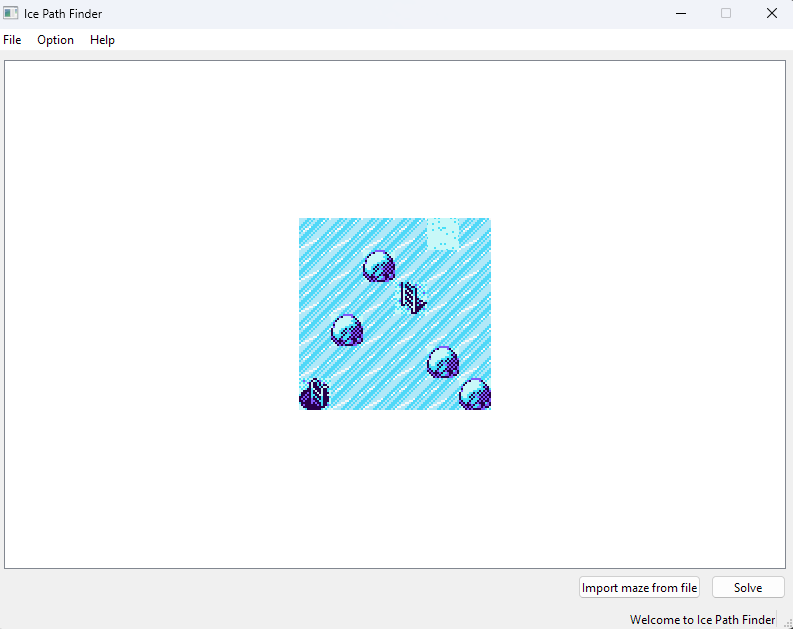 Ice Path Finder
File Option Help
Import maze from file Solve
Welcome to Ice Path Finder